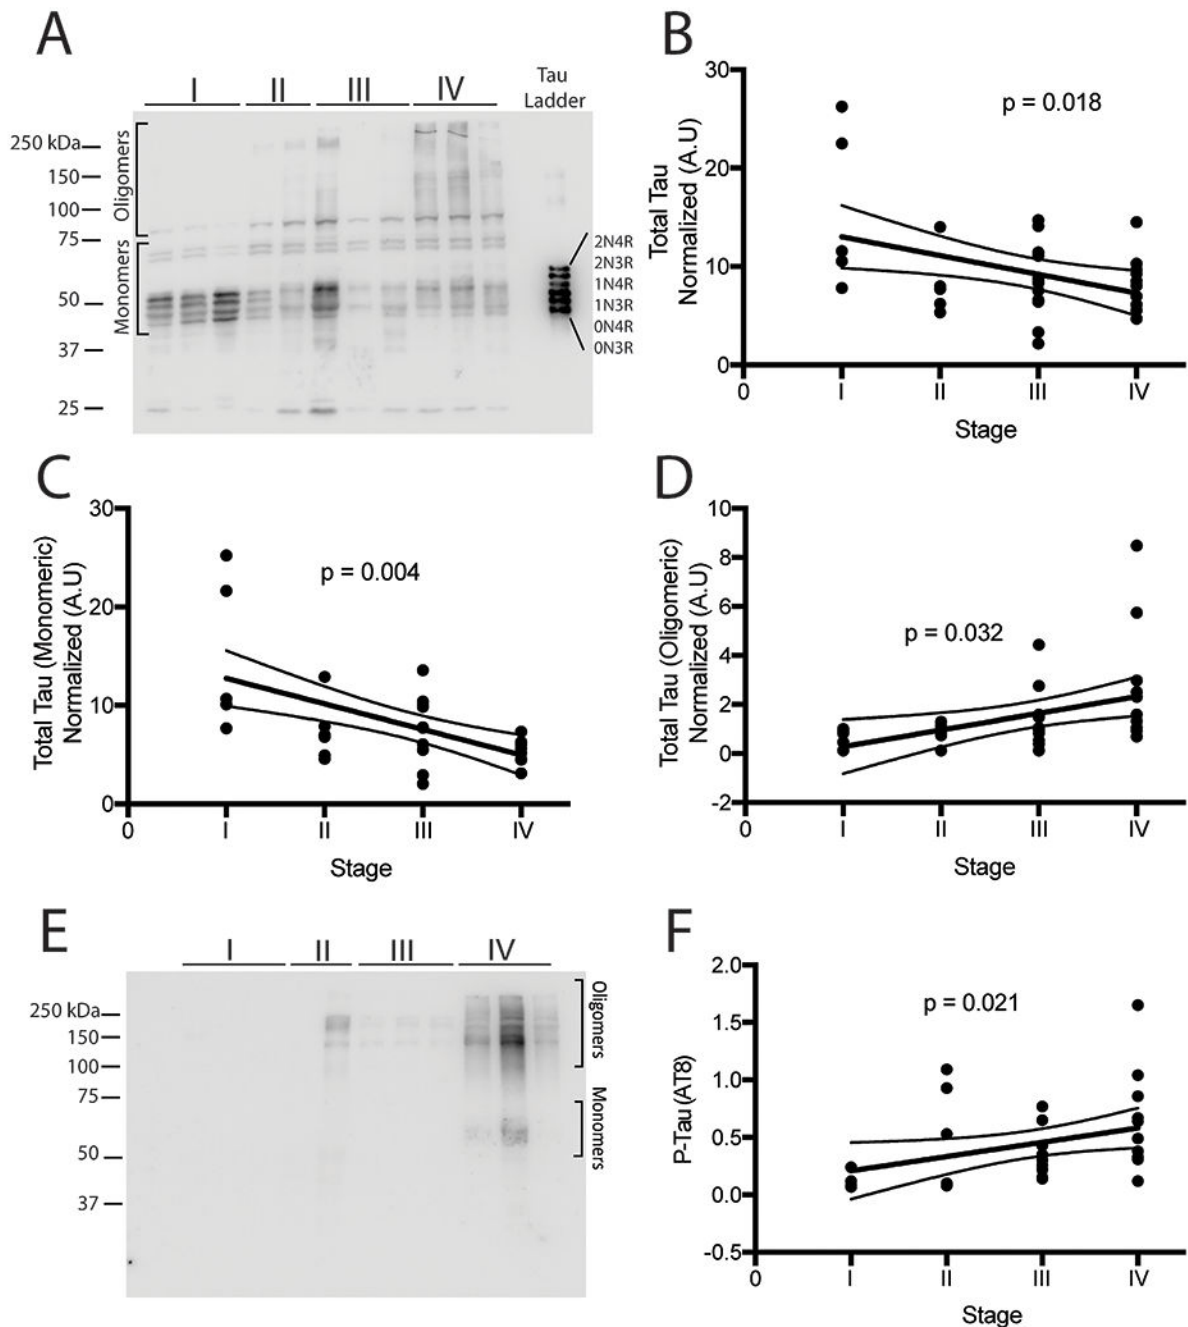 A
I II III IV
Tau
Ladder
250 kDa
150
100
75
50
37
25
Oligomers
Monomers
2N4R
2N3R
1N4R
1N3R
0N4R
0N3R
B
Total Tau
Normalized (A.U)
30
20
10
0
p = 0.018
0 I II III IV
Stage
C
Total Tau (Monomeric)
Normalized (A.U)
30
20
10
0
p = 0.004
0 I II III IV
Stage
D
Total Tau (Oligomeric)
Normalized (A.U)
10
8
6
4
2
0
-2
p = 0.032
0 I II III IV
Stage
E
I II III IV
250 kDa
150
100
75
50
37
Oligomers
Monomers
F
P-Tau (AT8)
2.0
1.5
1.0
0.5
0.0
-0.5
p = 0.021
0 I II III IV
Stage